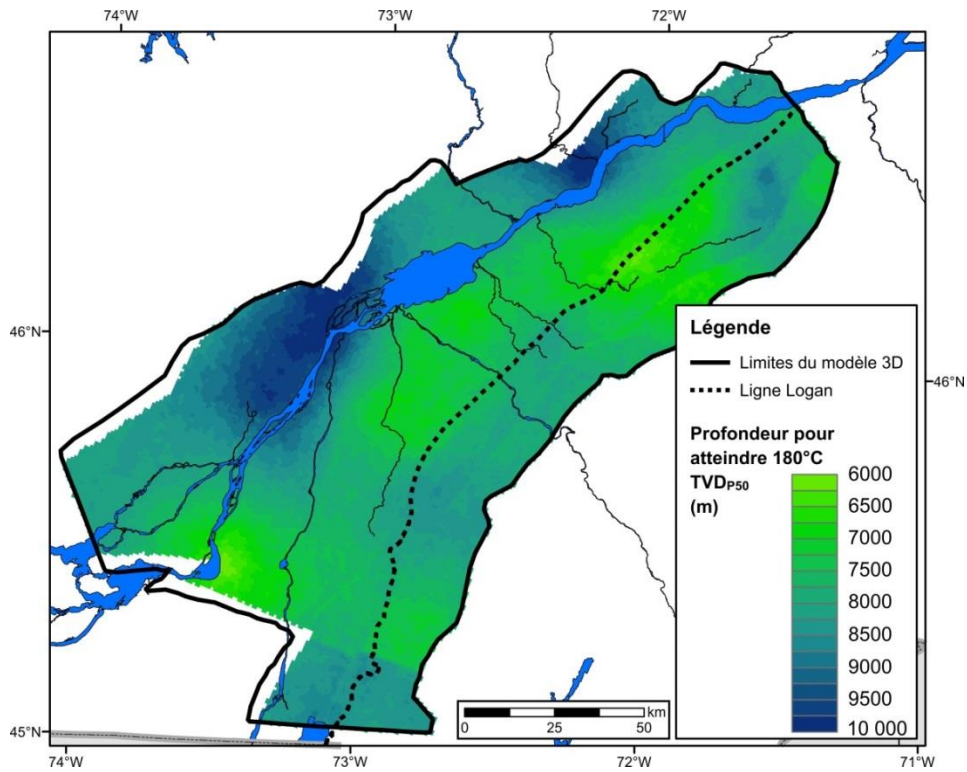 74°W
73°W
72°W
46°N
46°N
45°N
Légende
Limites du modèle 3D
Ligne Logan
Profondeur pour
atteindre 180°C
TVDP50
(m)
6000
6500
7000
7500
8000
8500
9000
9500
10 000
km
0
25
50
74°W
73°W
72°W
71°W